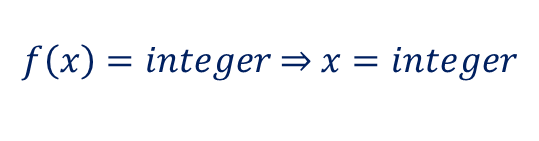 f(x) = integer ⇒ x = integer